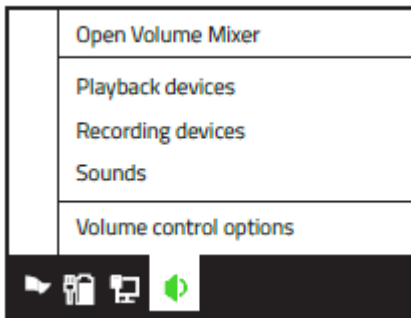 Open Volume Mixer
Playback devices
Recording devices
Sounds
Volume control options